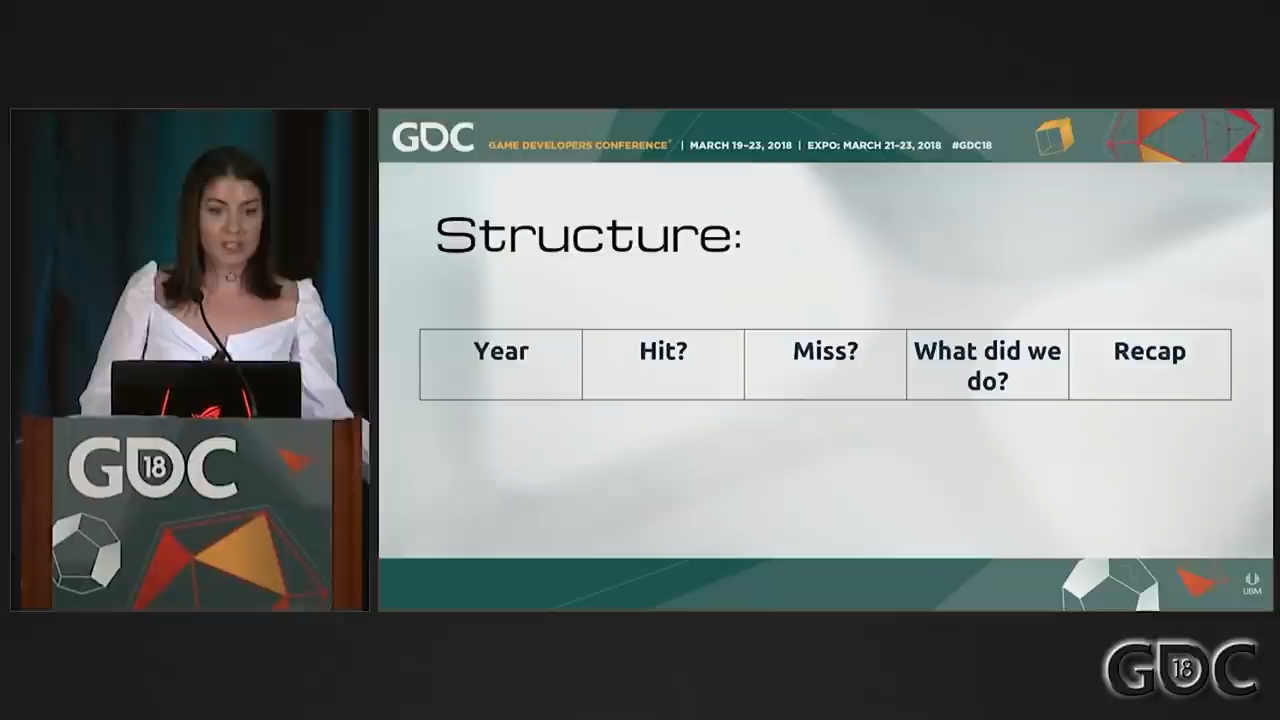 GDC GAME DEVELOPERS CONFERENCE® | MARCH 19–23, 2018 | EXPO: MARCH 21–23, 2018 #GDC18
Structure:
Year Hit? Miss? What did we do? Recap
UBM
GDC 18
GDC 18